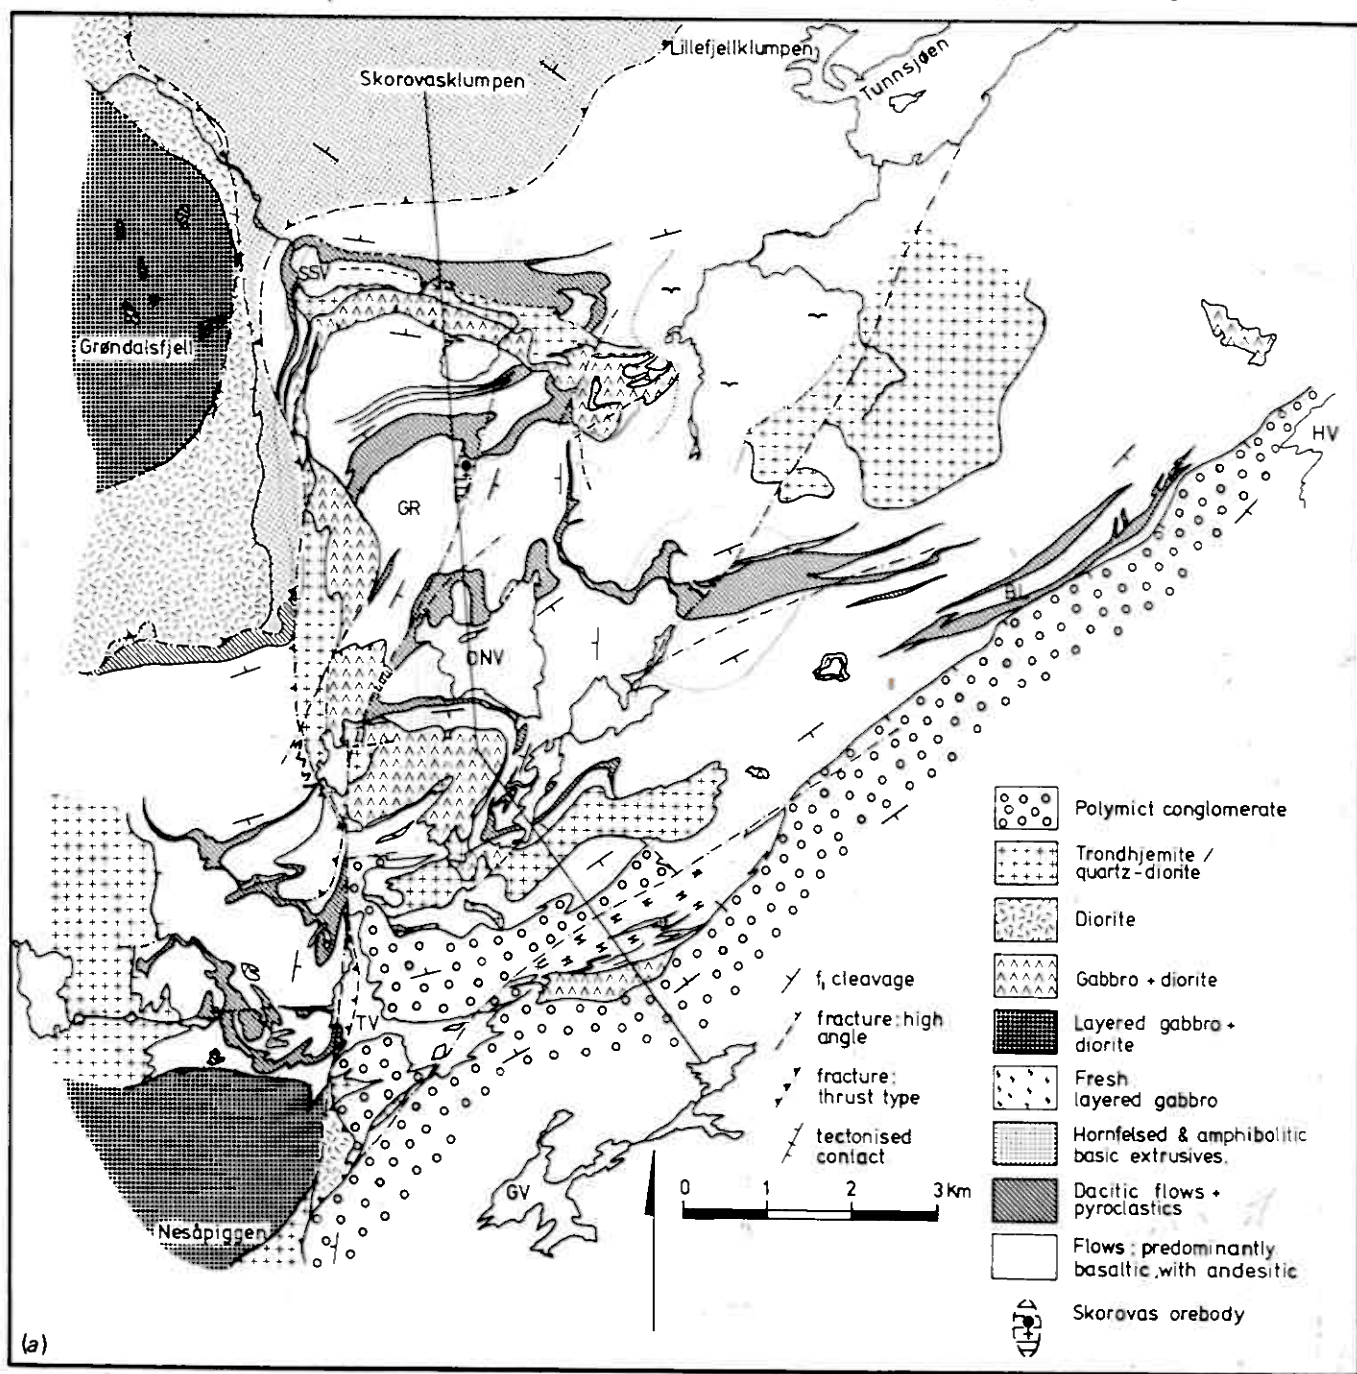 Lillefjellklumpen
Skorovasklumpen
Tunnsjøen
SSV
Grøndalsfjell
HV
GR
DNV
Polymict conglomerate
Trondhjemite /
quartz-diorite
Diorite
f₁ cleavage
Gabbro + diorite
TV
fracture: high
angle
Layered gabbro +
diorite
fracture:
thrust type
Fresh
layered gabbro
tectonised
contact
Hornfelsed & amphibolitic
basic extrusives.
GV
0 1 2 3 Km
Dacitic flows +
pyroclastics
Nesåpiggen
Flows: predominantly
basaltic, with andesitic
Skorovas orebody
(a)